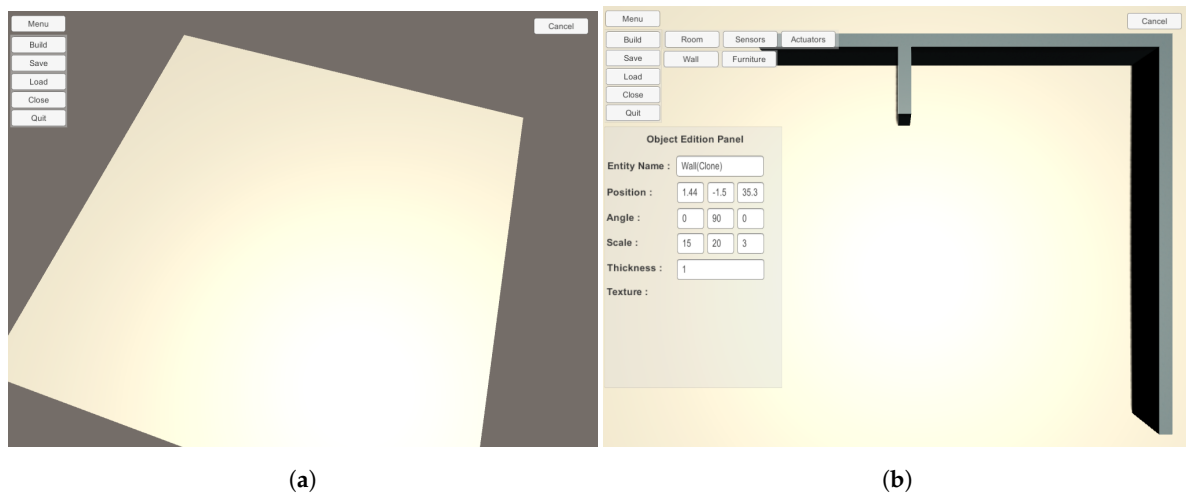 Menu
Cancel
Build
Save
Load
Close
Quit
(a)
Menu
Cancel
Build
Room
Sensors
Actuators
Save
Wall
Furniture
Load
Close
Quit
Object Edition Panel
Entity Name : Wall(Clone)
Position : 1.44 -1.5 35.3
Angle : 0 90 0
Scale : 15 20 3
Thickness : 1
Texture :
(b)